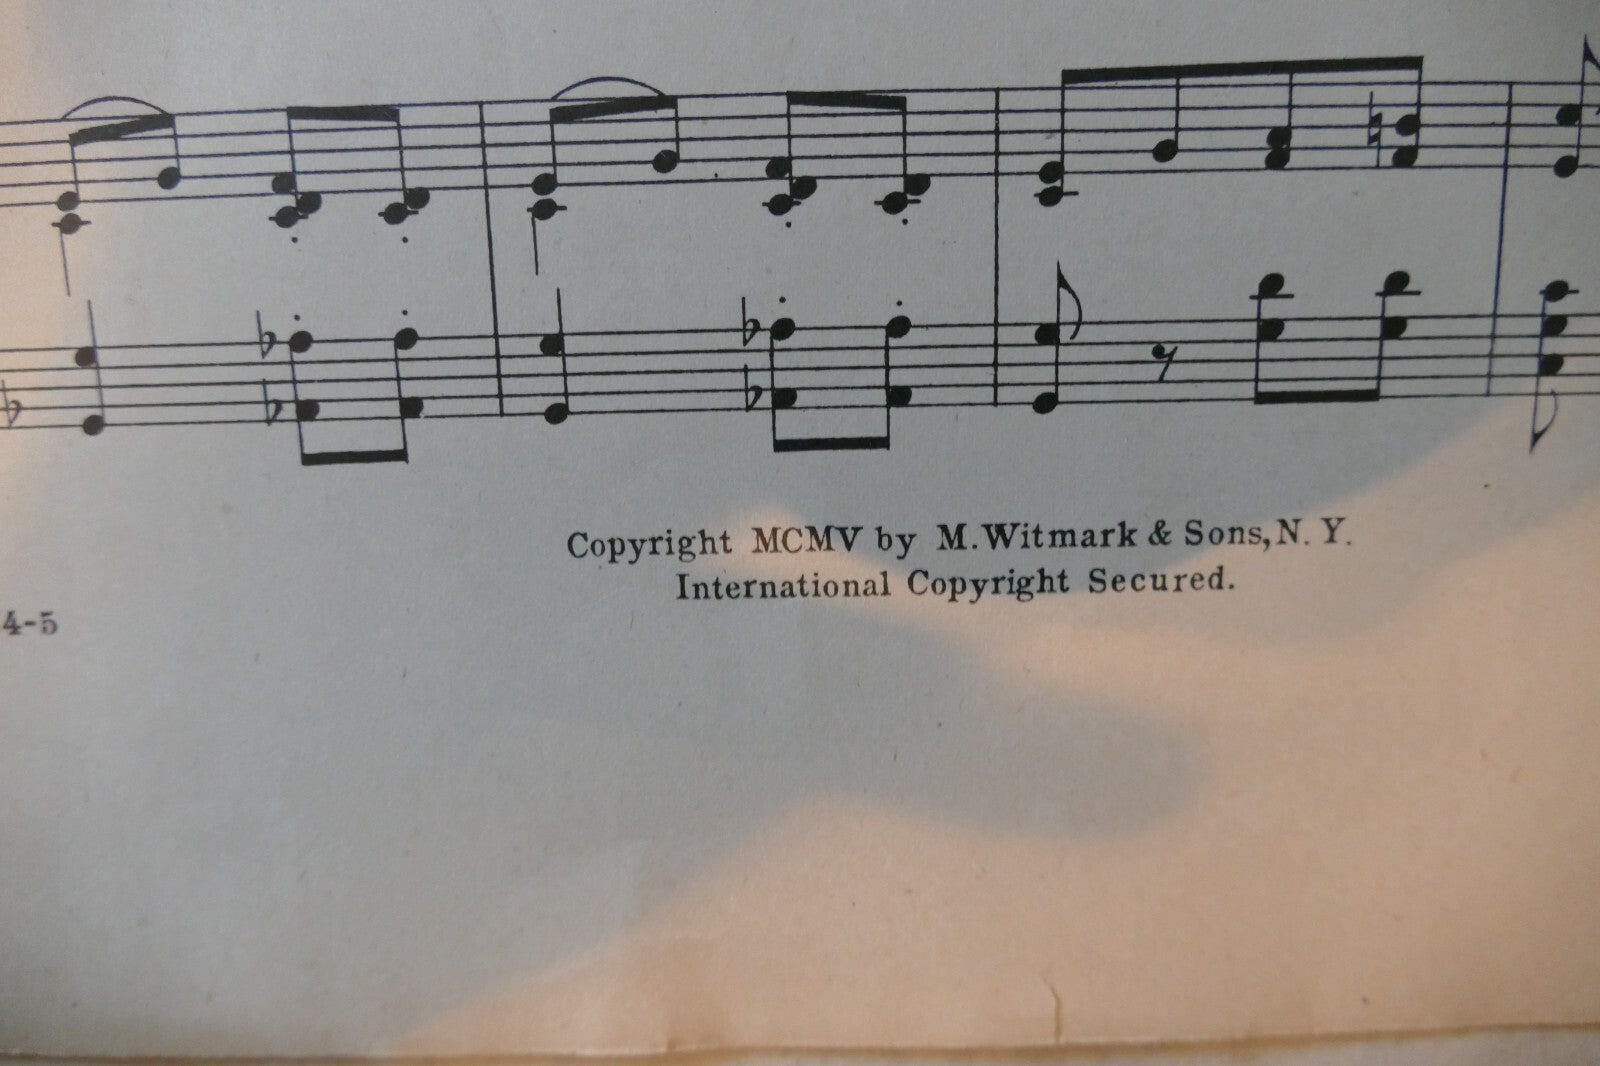 Copyright MCMV by M. Witmark & Sons, N. Y.
International Copyright Secured.
4-5